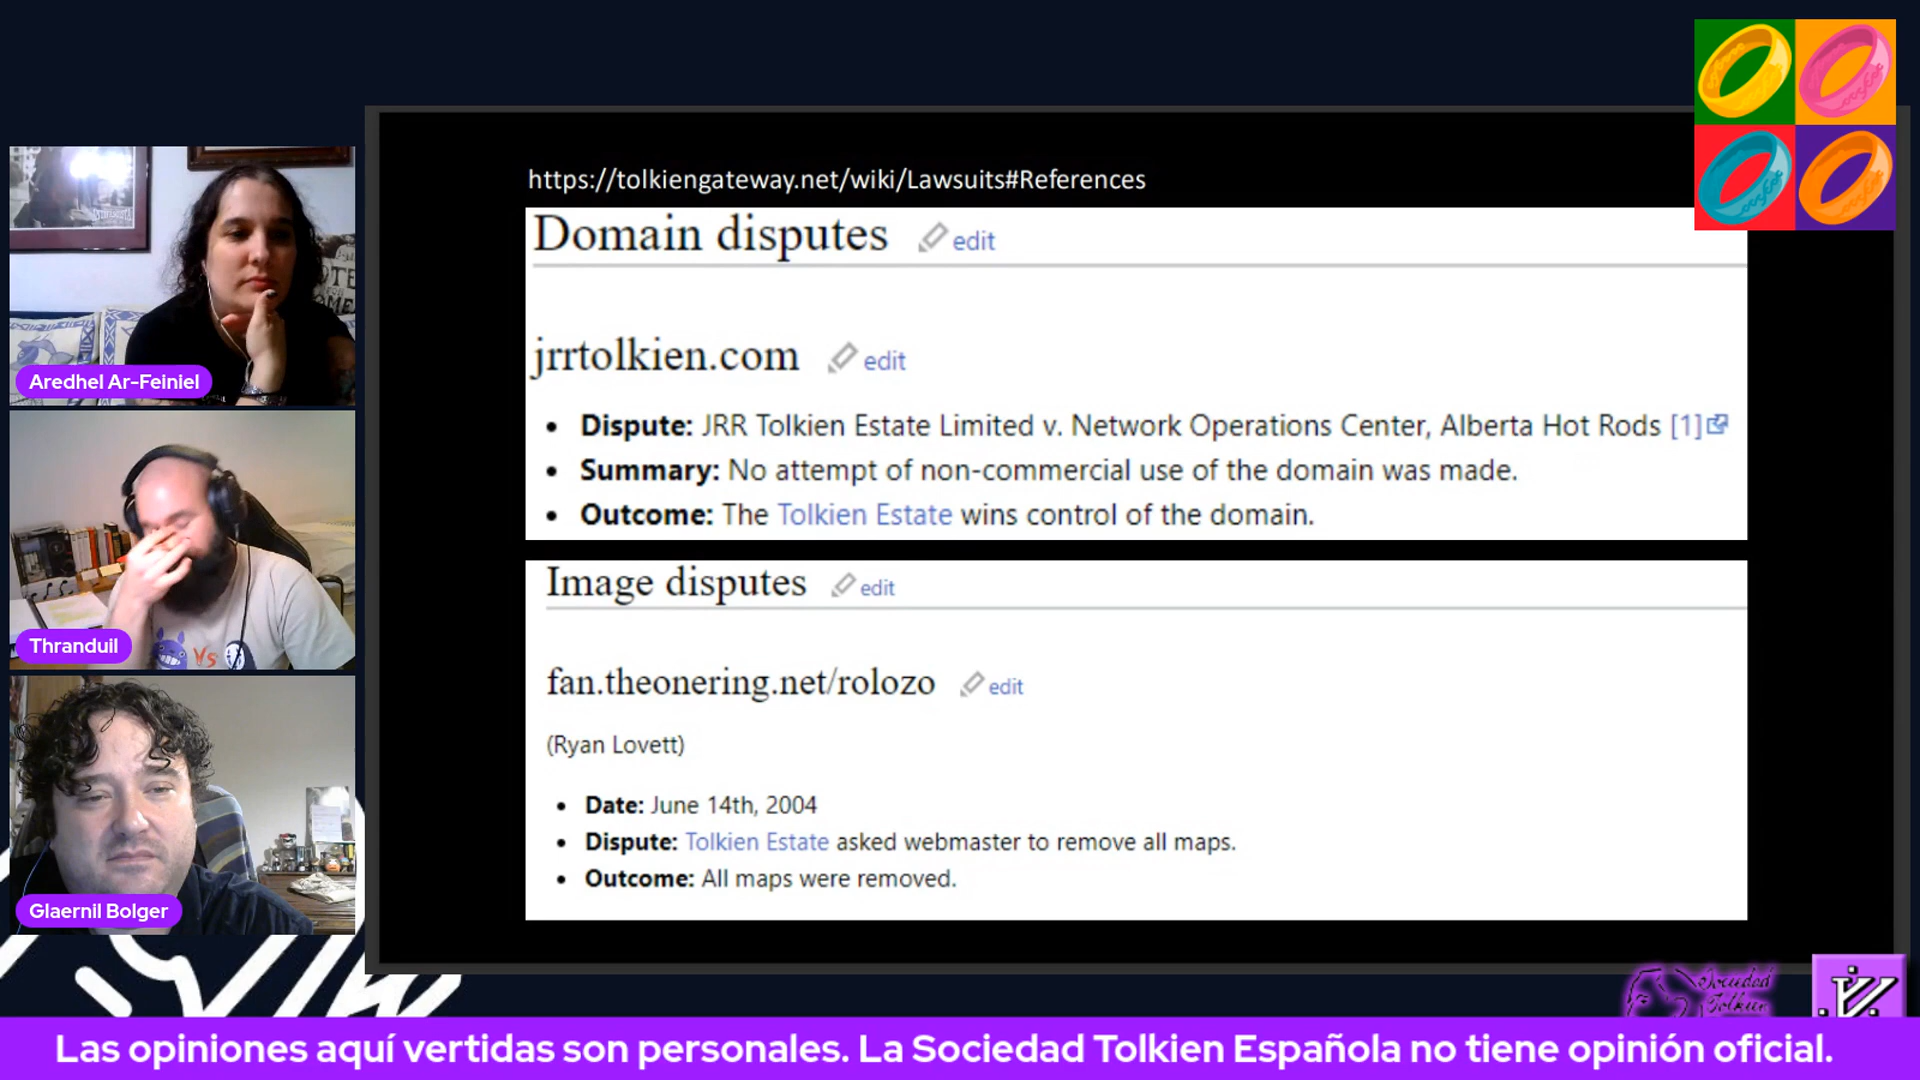 https://tolkiengateway.net/wiki/Lawsuits#References
Domain disputes edit
jrrtolkien.com edit
• Dispute: JRR Tolkien Estate Limited v. Network Operations Center, Alberta Hot Rods [1]
• Summary: No attempt of non-commercial use of the domain was made.
• Outcome: The Tolkien Estate wins control of the domain.
Image disputes edit
fan.theonering.net/rolozo edit
(Ryan Lovett)
• Date: June 14th, 2004
• Dispute: Tolkien Estate asked webmaster to remove all maps.
• Outcome: All maps were removed.
Aredhel Ar-Feiniel
Thranduil
VS
Glaernil Bolger
Sociedad
Tolkien
Las opiniones aquí vertidas son personales. La Sociedad Tolkien Española no tiene opinión oficial.